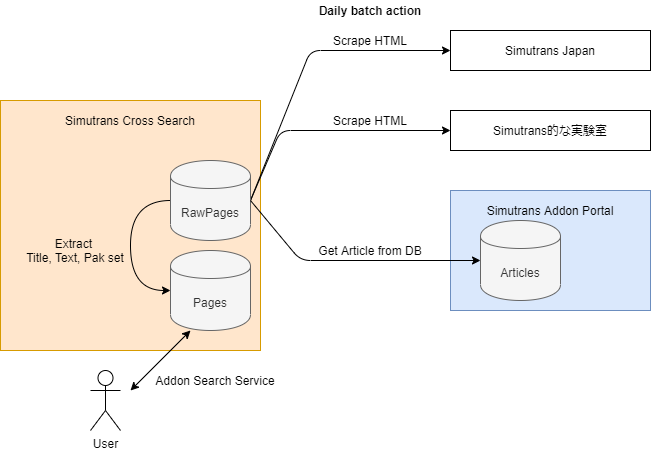 Daily batch action
Scrape HTML
Simutrans Japan
Simutrans Cross Search
Scrape HTML
Simutrans的な実験室
RawPages
Simutrans Addon Portal
Extract
Title, Text, Pak set
Get Article from DB
Articles
Pages
Addon Search Service
User